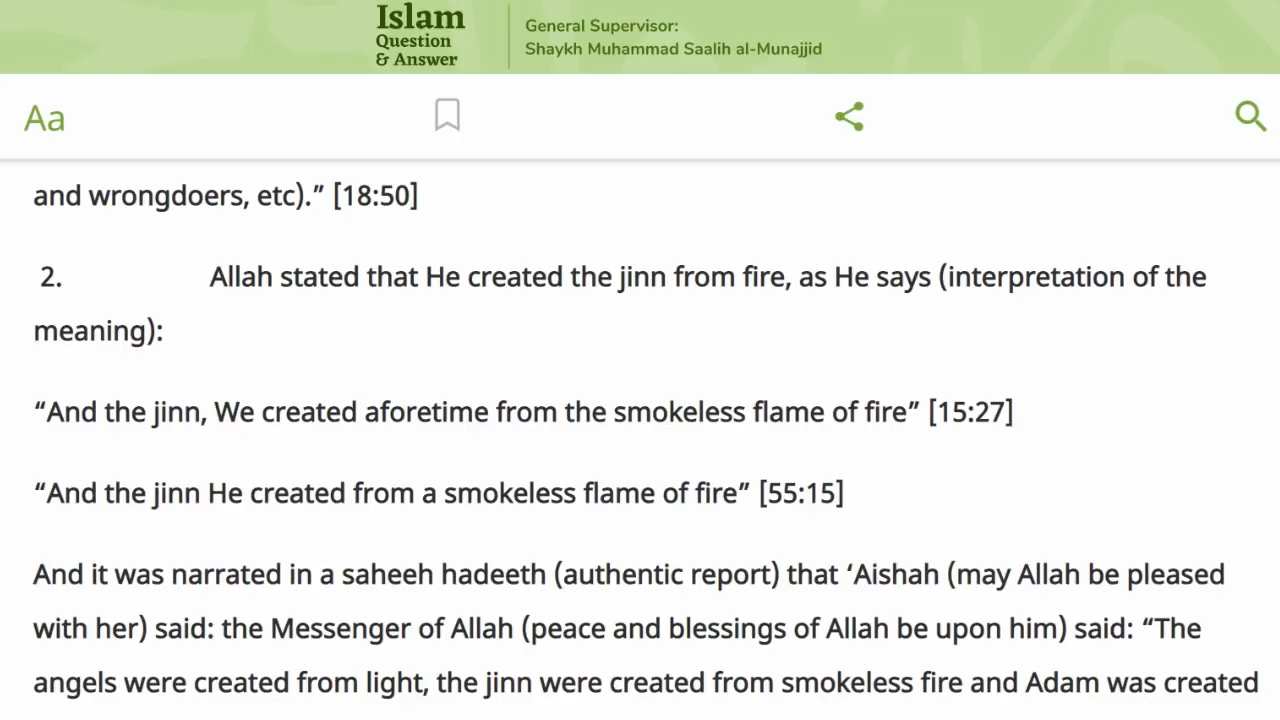 Islam
Question
& Answer
General Supervisor:
Shaykh Muhammad Saalih al-Munajjid
Aa
and wrongdoers, etc).” [18:50]
2. Allah stated that He created the jinn from fire, as He says (interpretation of the
meaning):
“And the jinn, We created aforetime from the smokeless flame of fire” [15:27]
“And the jinn He created from a smokeless flame of fire” [55:15]
And it was narrated in a saheeh hadeeth (authentic report) that ‘Aishah (may Allah be pleased
with her) said: the Messenger of Allah (peace and blessings of Allah be upon him) said: “The
angels were created from light, the jinn were created from smokeless fire and Adam was created